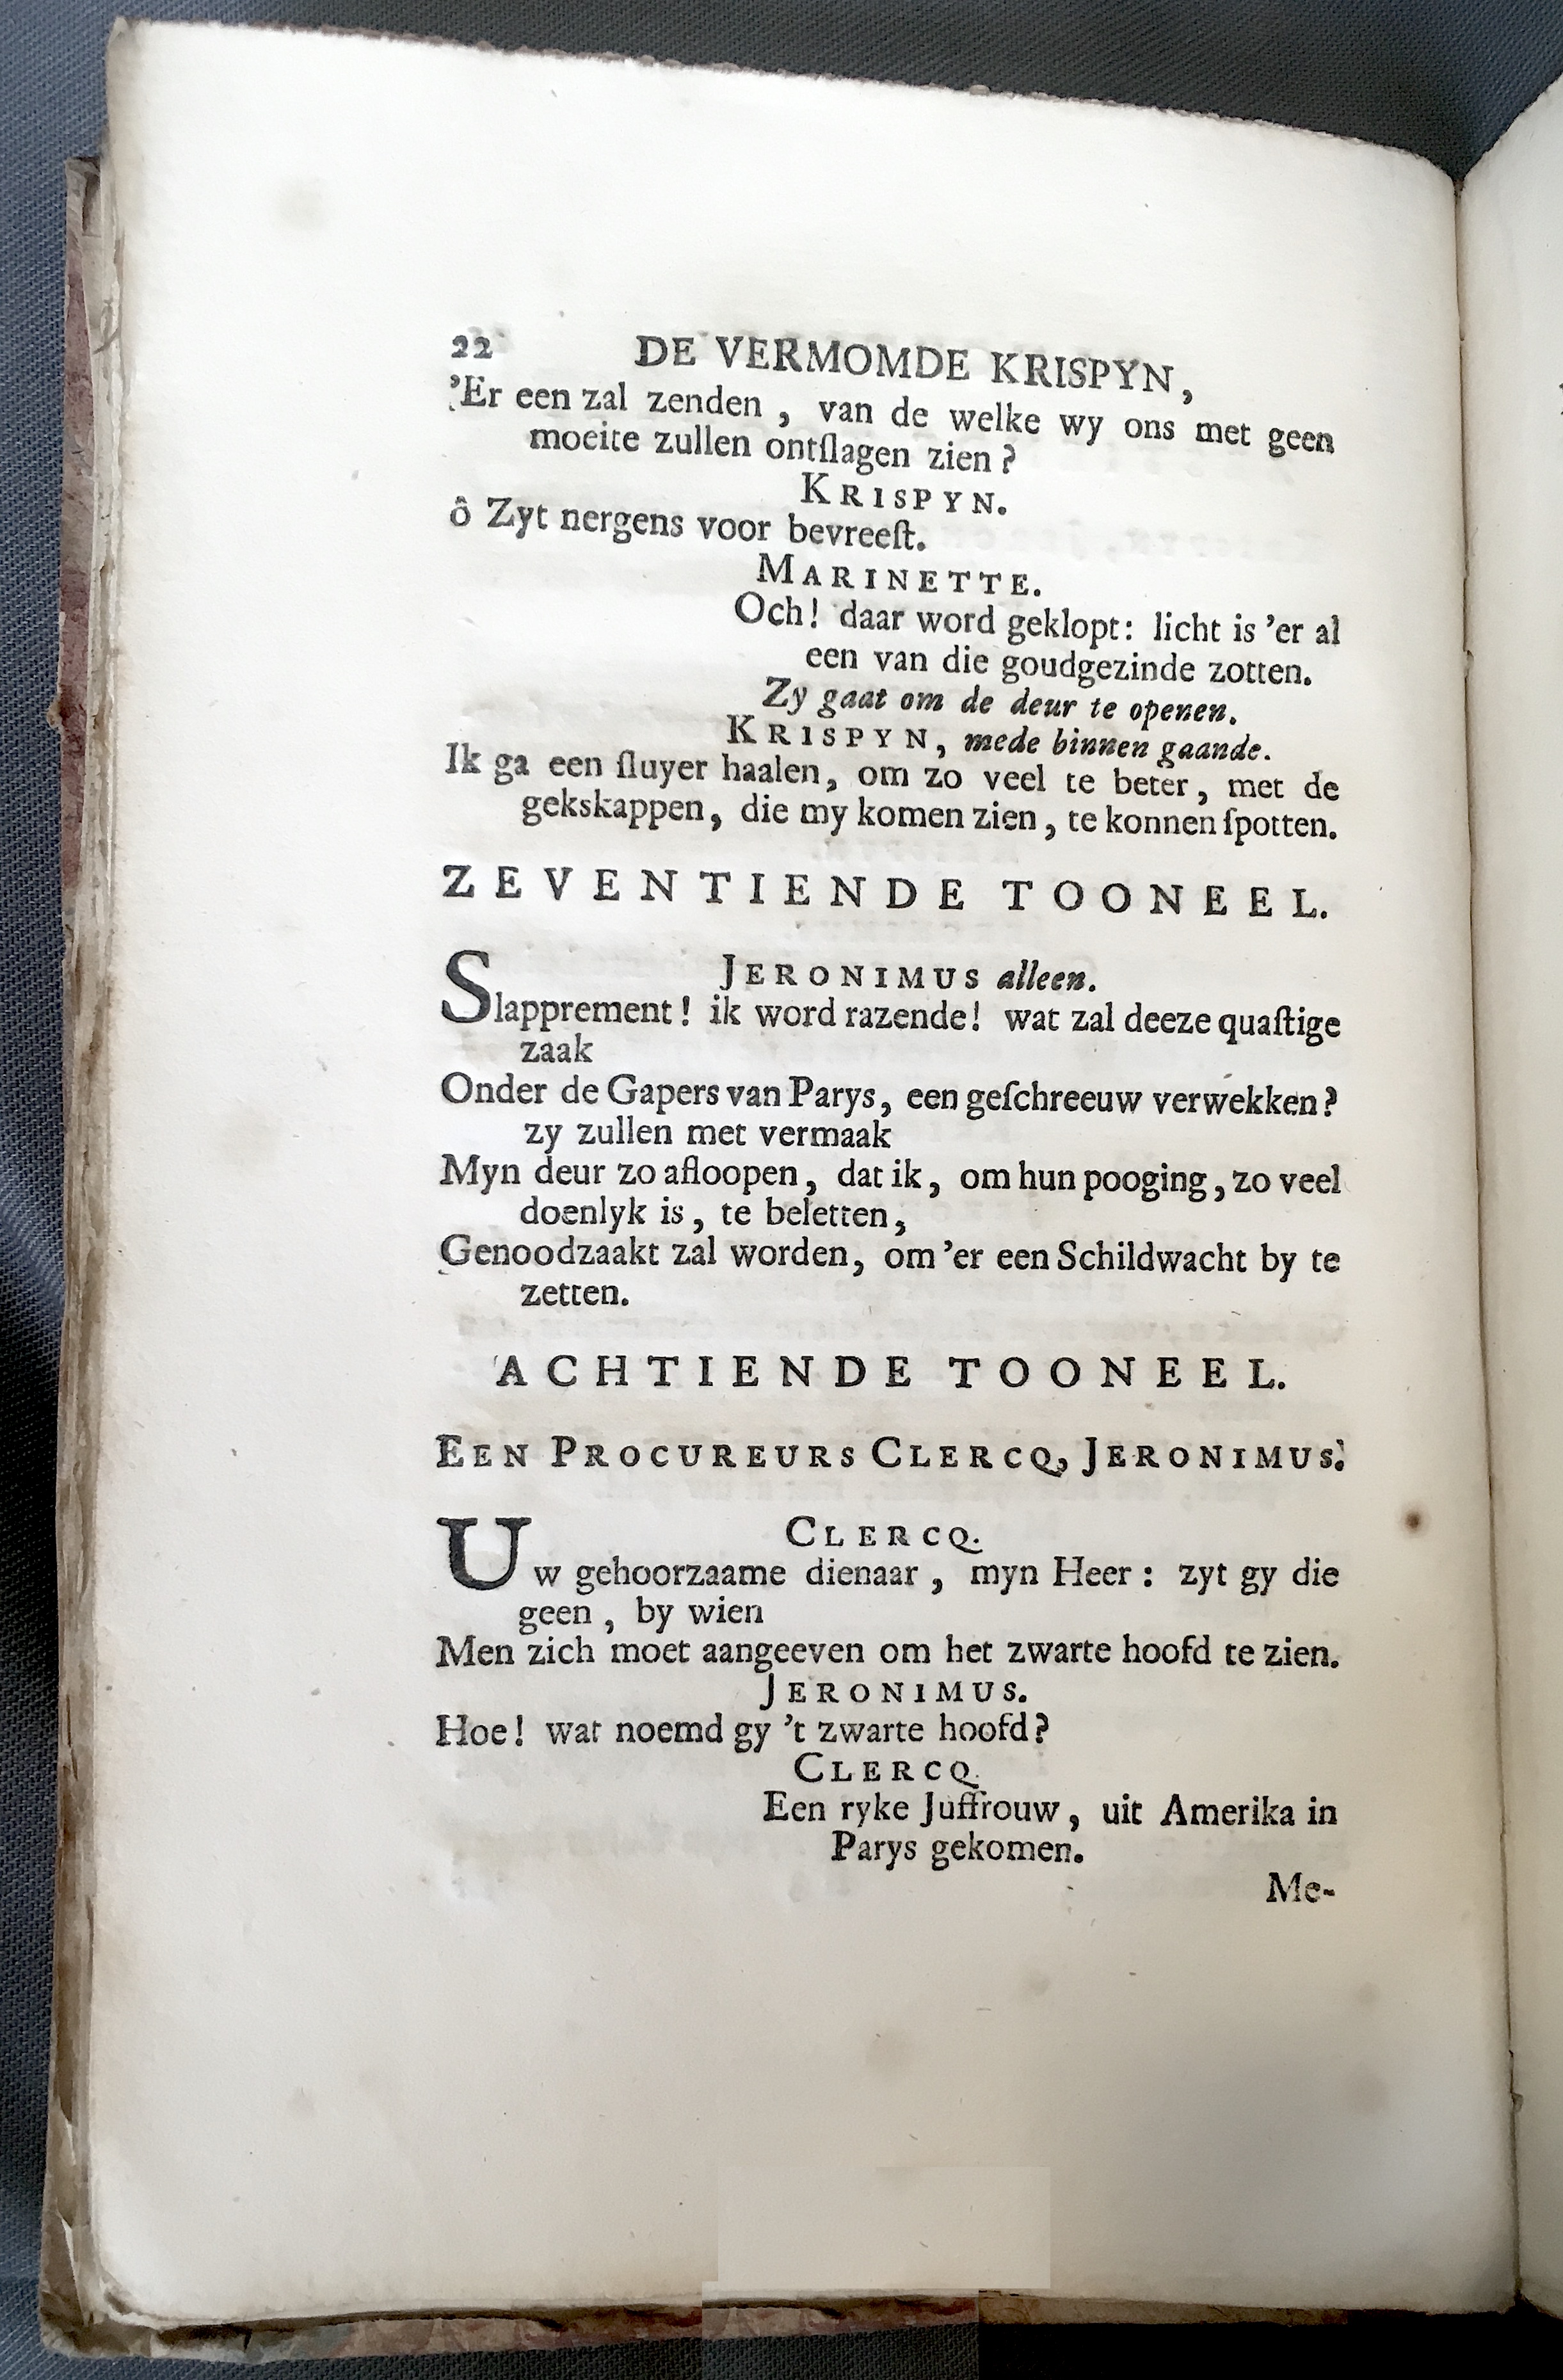 22 DE VERMOMDE KRISPYN,
'Er een zal zenden, van de welke wy ons met geen
moeite zullen ontſlagen zien?
KRISPYN.
ô Zyt nergens voor bevreeſt.
MARINETTE.
Och! daar word geklopt: licht is 'er al
een van die goudgezinde zotten.
Zy gaat om de deur te openen.
KRISPYN, mede binnen gaande.
Ik ga een ſluyer haalen, om zo veel te beter, met de
gekskappen, die my komen zien, te konnen ſpotten.
ZEVENTIENDE TOONEEL.
JERONIMUS alleen.
Slapprement! ik word razende! wat zal deeze quaſtige
zaak
Onder de Gapers van Parys, een geſchreeuw verwekken?
zy zullen met vermaak
Myn deur zo afloopen, dat ik, om hun pooging, zo veel
doenlyk is, te beletten,
Genoodzaakt zal worden, om 'er een Schildwacht by te
zetten.
ACHTIENDE TOONEEL.
EEN PROCUREURS CLERCQ, JERONIMUS.
CLERCQ.
Uw gehoorzaame dienaar, myn Heer: zyt gy die
geen, by wien
Men zich moet aangeeven om het zwarte hoofd te zien.
JERONIMUS.
Hoe! wat noemd gy 't zwarte hoofd?
CLERCQ.
Een ryke Juffrouw, uit Amerika in
Parys gekomen.
Me-